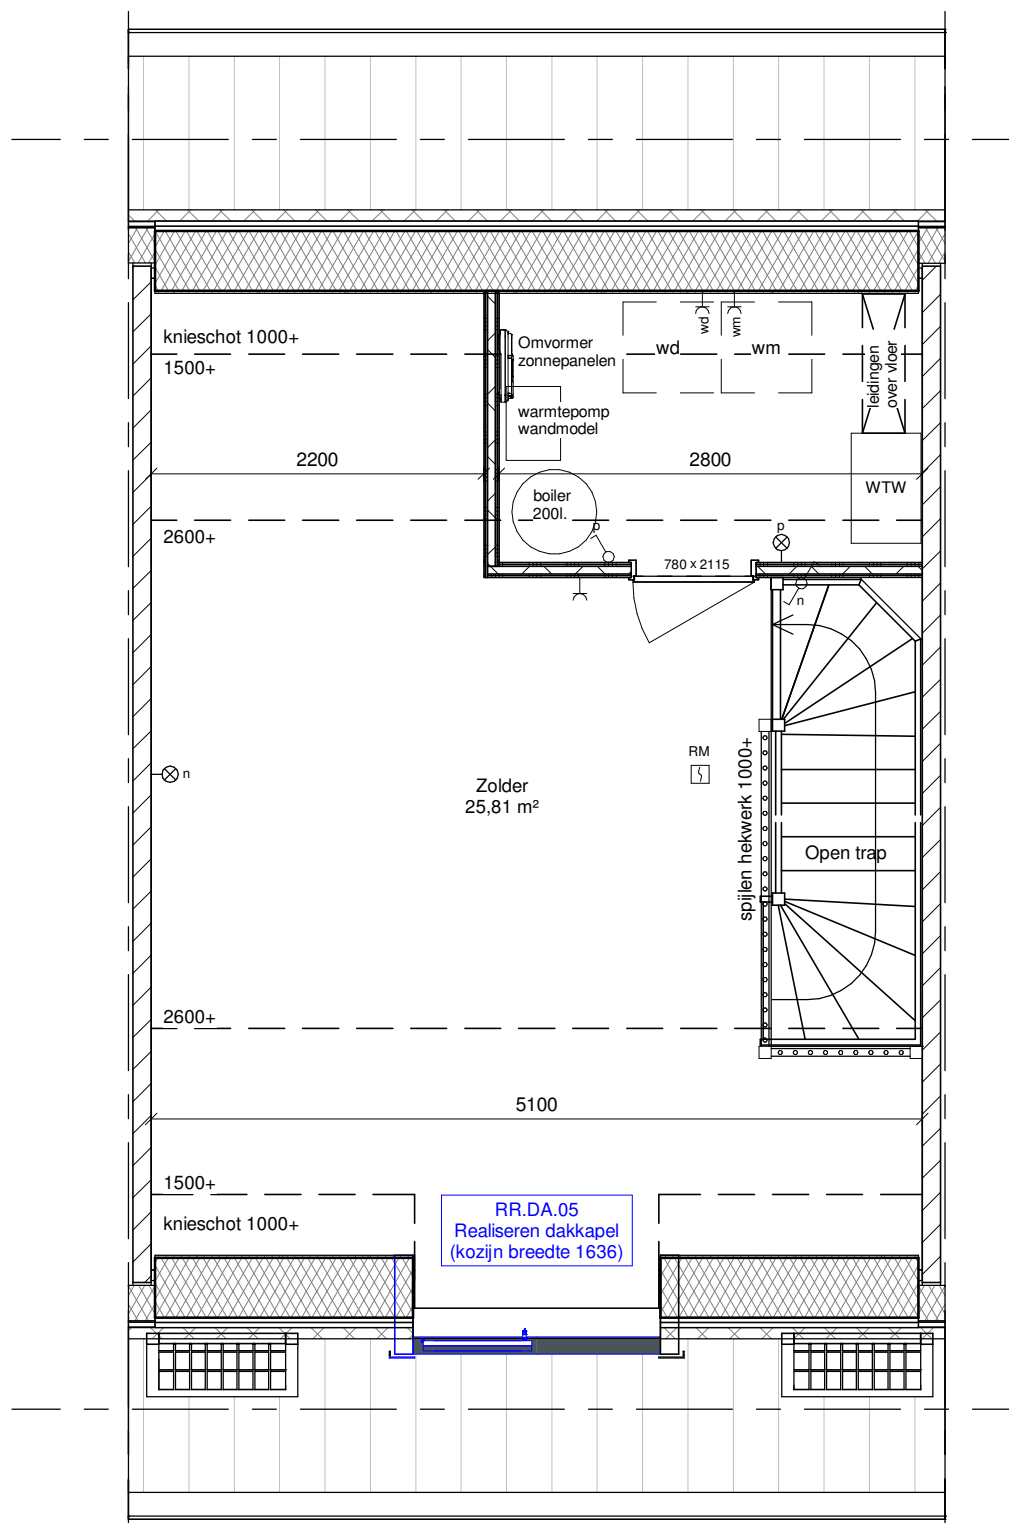 knieschot 1000+
1500+
Omvormer
zonnepanelen
wd
wm
wd
wm
leidingen
over vloer
warmtepomp
wandmodel
2200
2800
boiler
200l.
WTW
2600+
p
p
780 x 2115
n
RM
n
Zolder
25,81 m²
spijlen hekwerk 1000+
Open trap
2600+
5100
1500+
knieschot 1000+
RR.DA.05
Realiseren dakkapel
(kozijn breedte 1636)